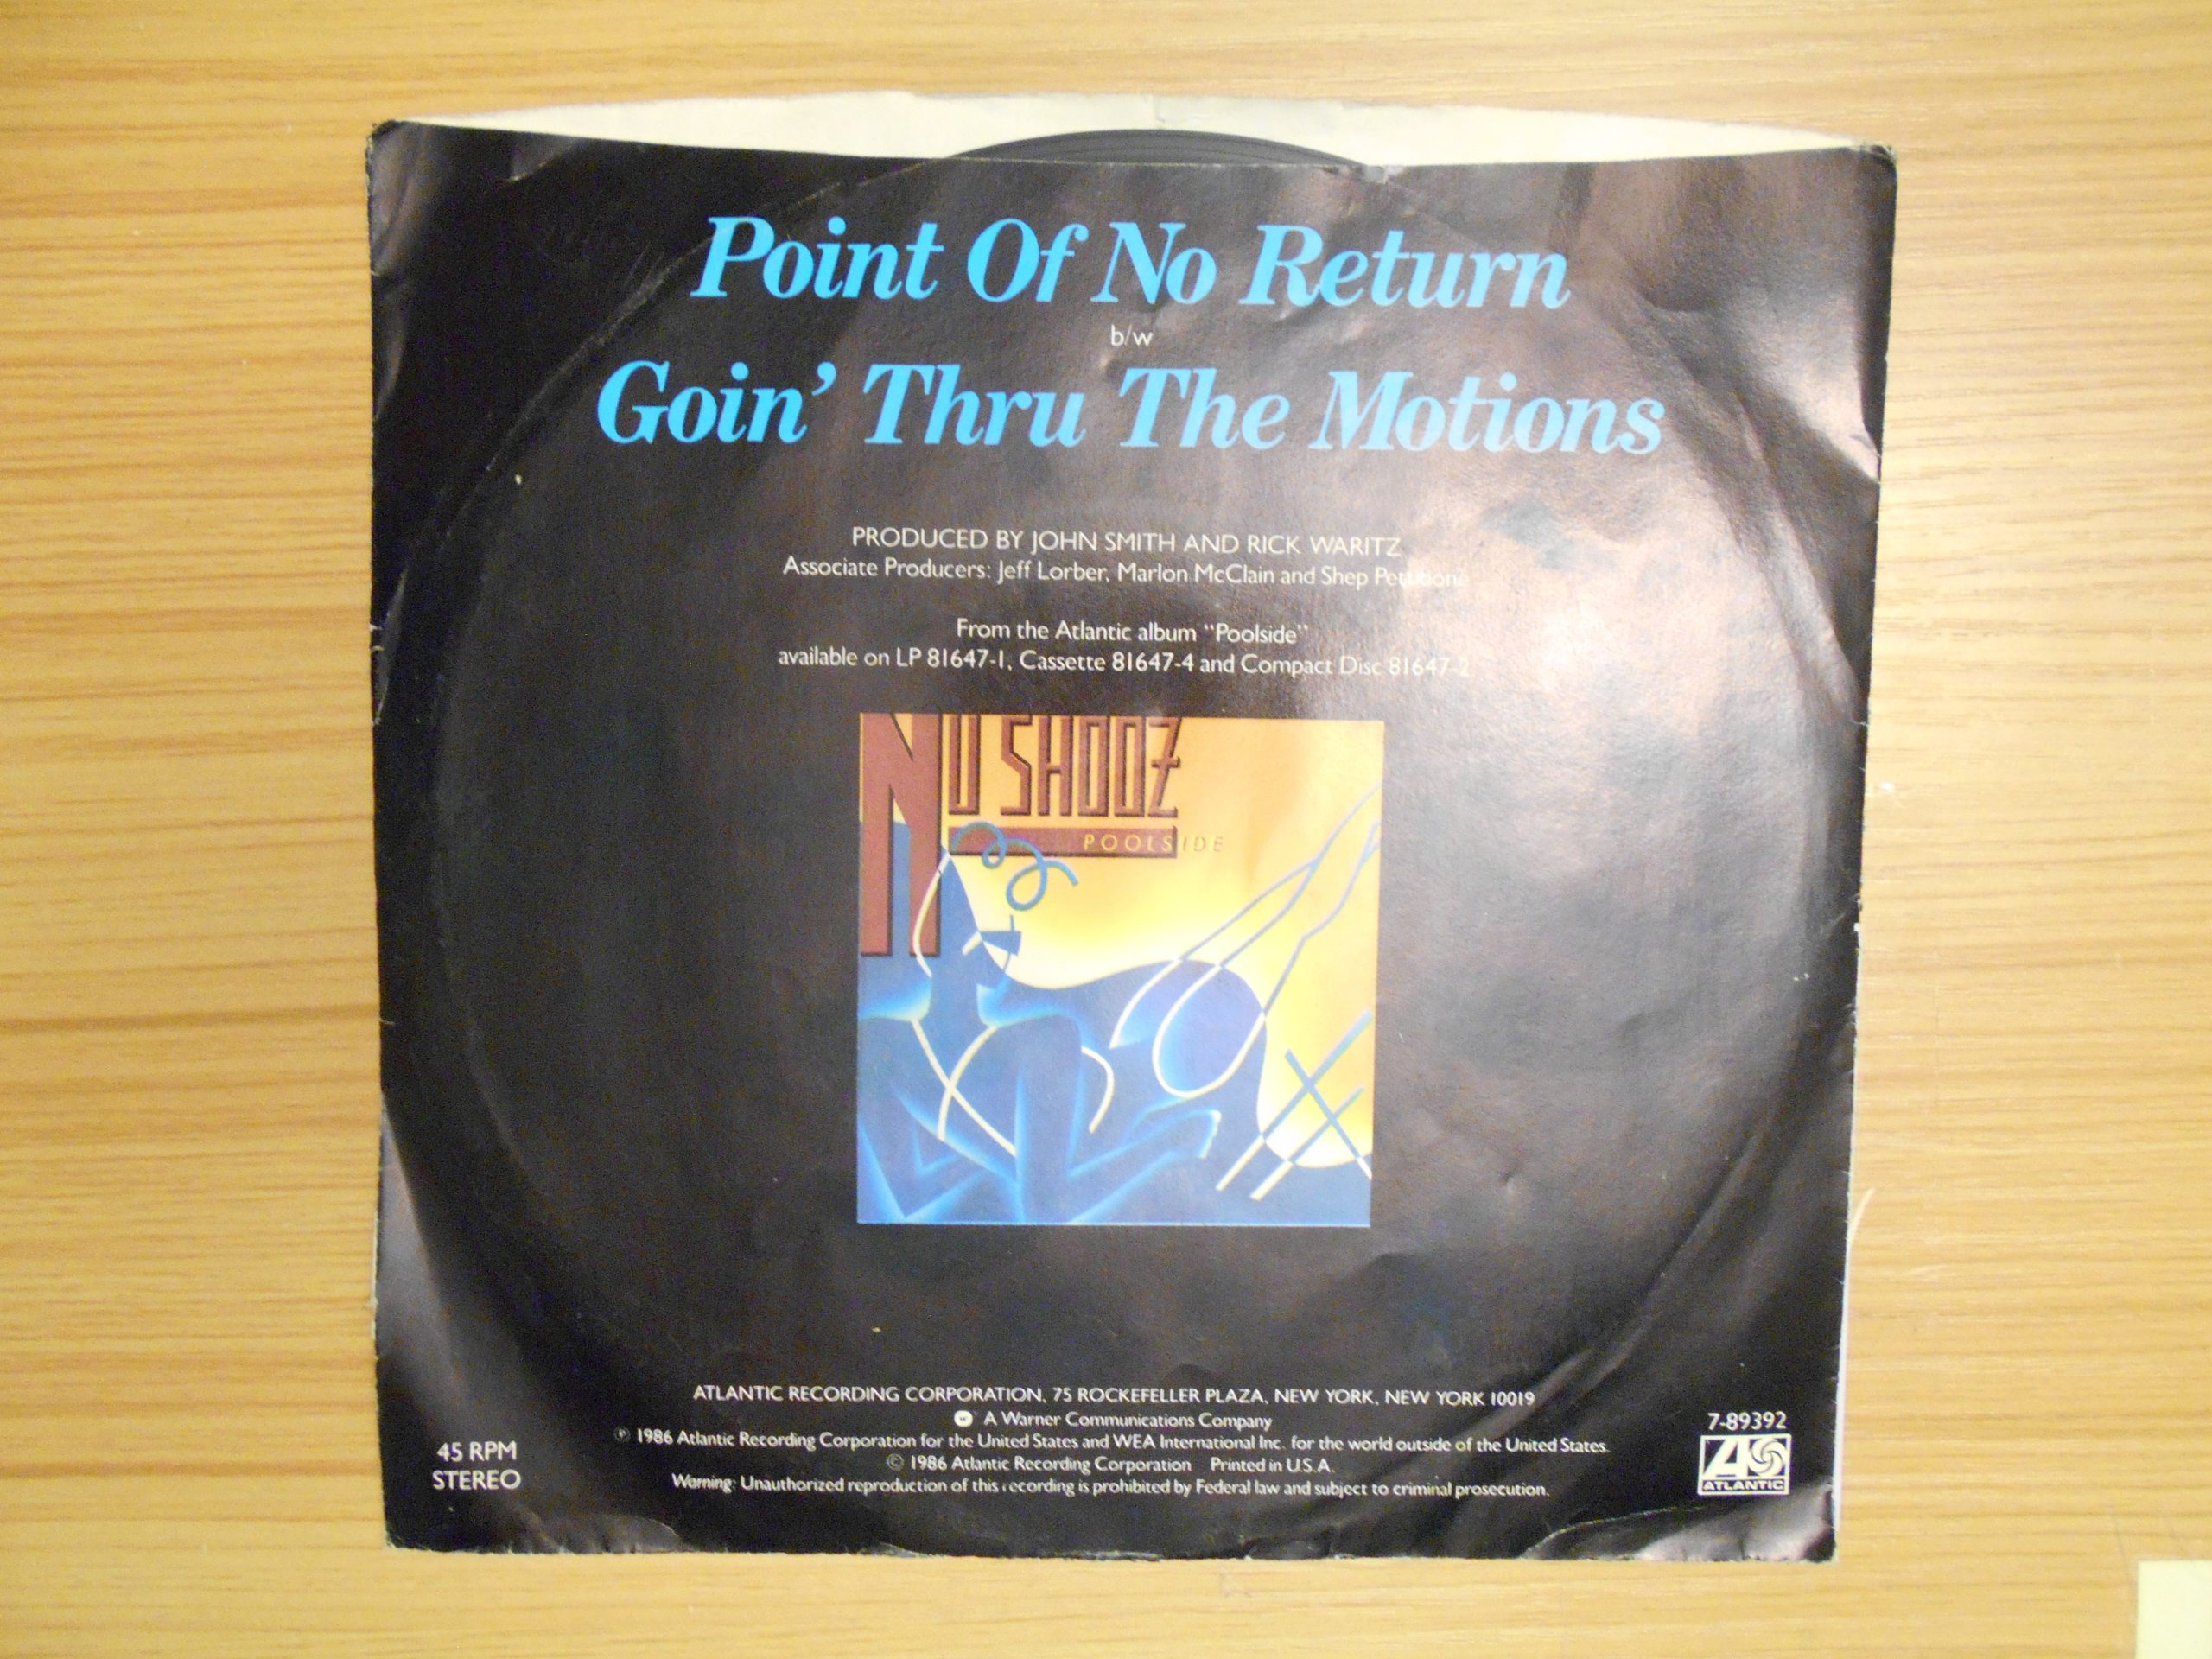 Point Of No Return
b/w
Goin' Thru The Motions
PRODUCED BY JOHN SMITH AND RICK WARITZ
Associate Producers: Jeff Lorber, Marlon McClain and Shep Pettibone
From the Atlantic album "Poolside"
available on LP 81647-1, Cassette 81647-4 and Compact Disc 81647-2
NU SHOOZ
POOLSIDE
ATLANTIC RECORDING CORPORATION, 75 ROCKEFELLER PLAZA, NEW YORK, NEW YORK 10019
A Warner Communications Company
℗ 1986 Atlantic Recording Corporation for the United States and WEA International Inc. for the world outside of the United States.
© 1986 Atlantic Recording Corporation Printed in U.S.A.
Warning: Unauthorized reproduction of this recording is prohibited by Federal law and subject to criminal prosecution.
45 RPM
STEREO
7-89392
ATLANTIC